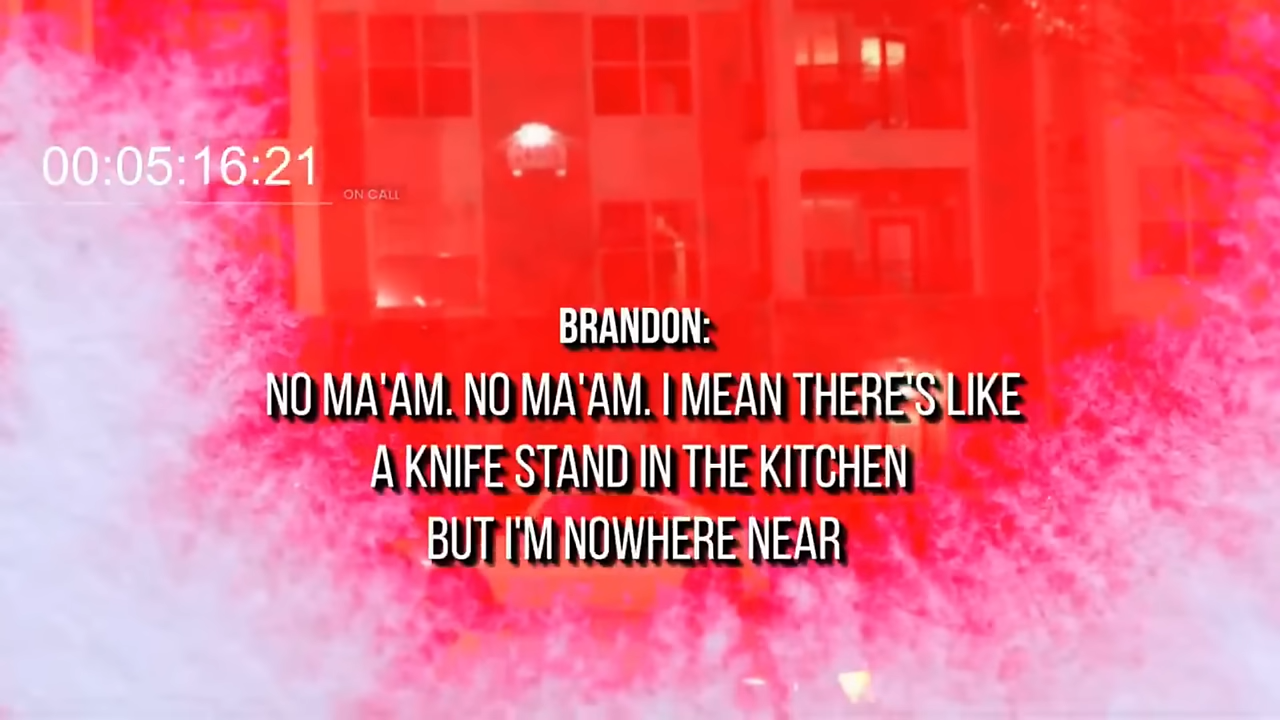 00:05:16:21
ON CALL
BRANDON:
NO MA'AM. NO MA'AM. I MEAN THERE'S LIKE
A KNIFE STAND IN THE KITCHEN
BUT I'M NOWHERE NEAR